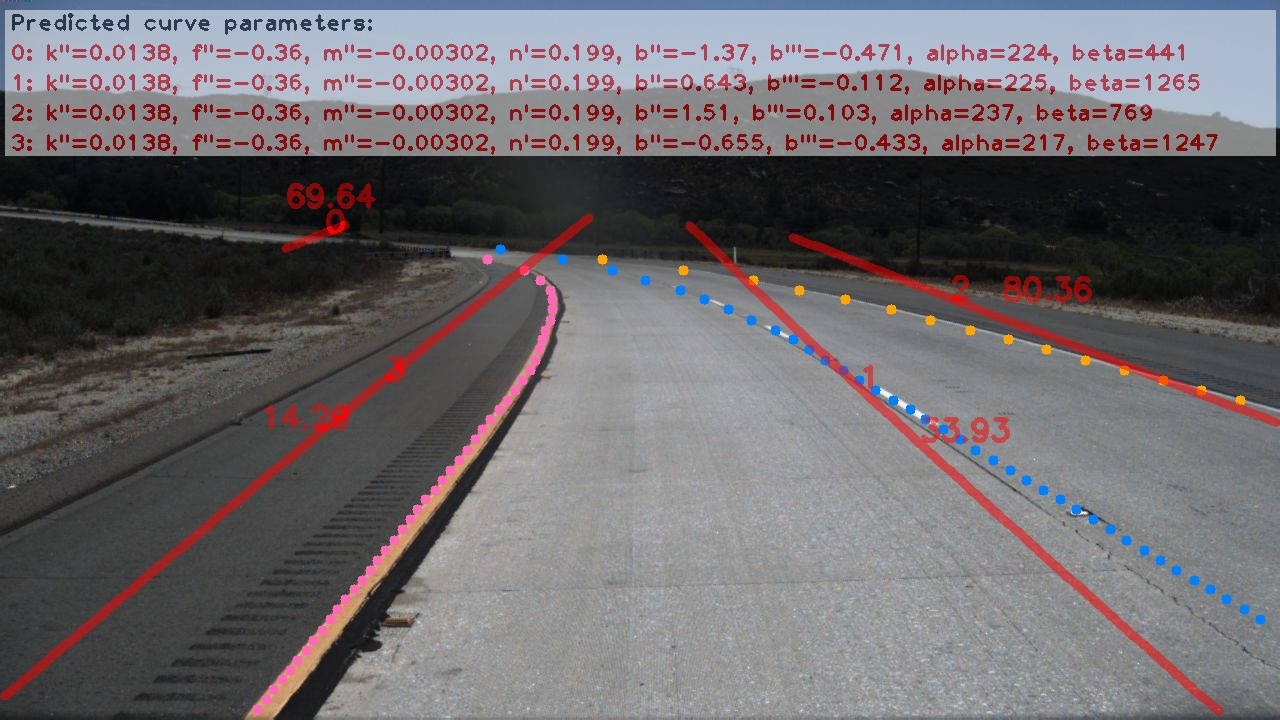 Predicted curve parameters:
0: k''=0.0138, f''=-0.36, m''=-0.00302, n'=0.199, b''=-1.37, b'''=-0.471, alpha=224, beta=441
1: k''=0.0138, f''=-0.36, m''=-0.00302, n'=0.199, b''=0.643, b'''=-0.112, alpha=225, beta=1265
2: k''=0.0138, f''=-0.36, m''=-0.00302, n'=0.199, b''=1.51, b'''=0.103, alpha=237, beta=769
3: k''=0.0138, f''=-0.36, m''=-0.00302, n'=0.199, b''=-0.655, b'''=-0.433, alpha=217, beta=1247
69.64
0
2 80.36
3
1
33.93